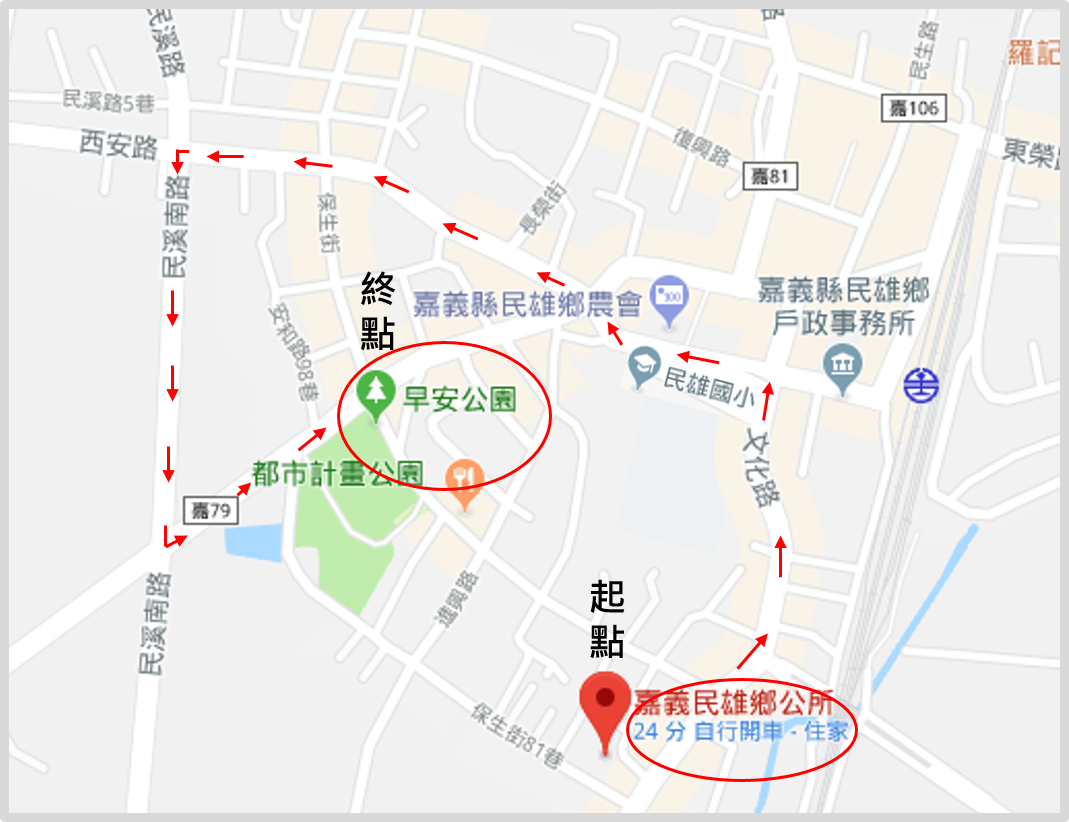 民溪路
民生路
羅記
民溪路5巷
嘉106
西安路
復興路
東榮路
嘉81
民溪南路
保生街
長榮街
終
點
嘉義縣民雄鄉農會
嘉義縣民雄鄉
戶政事務所
安和路98巷
民雄國小
早安公園
都市計畫公園
文化路
嘉79
民溪南路
進興路
起
點
嘉義民雄鄉公所
24 分 自行開車 - 住家
保生街81巷